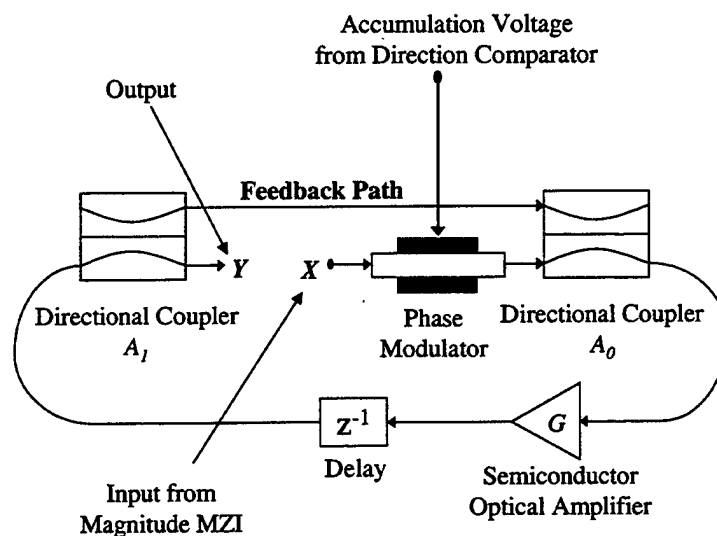 Accumulation Voltage
from Direction Comparator
Output
Feedback Path
Y
X
Directional Coupler
A1
Phase
Modulator
Directional Coupler
A0
z-1
Delay
G
Semiconductor
Optical Amplifier
Input from
Magnitude MZI